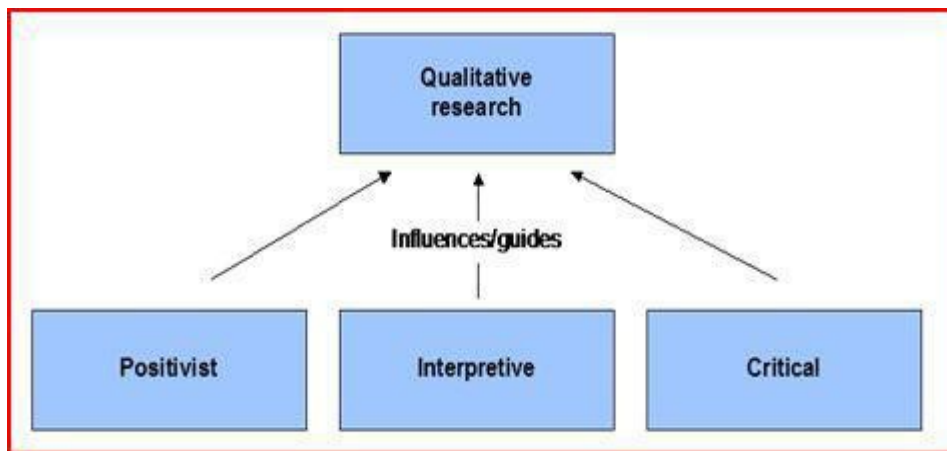 Qualitative
research
Influences/guides
Positivist
Interpretive
Critical